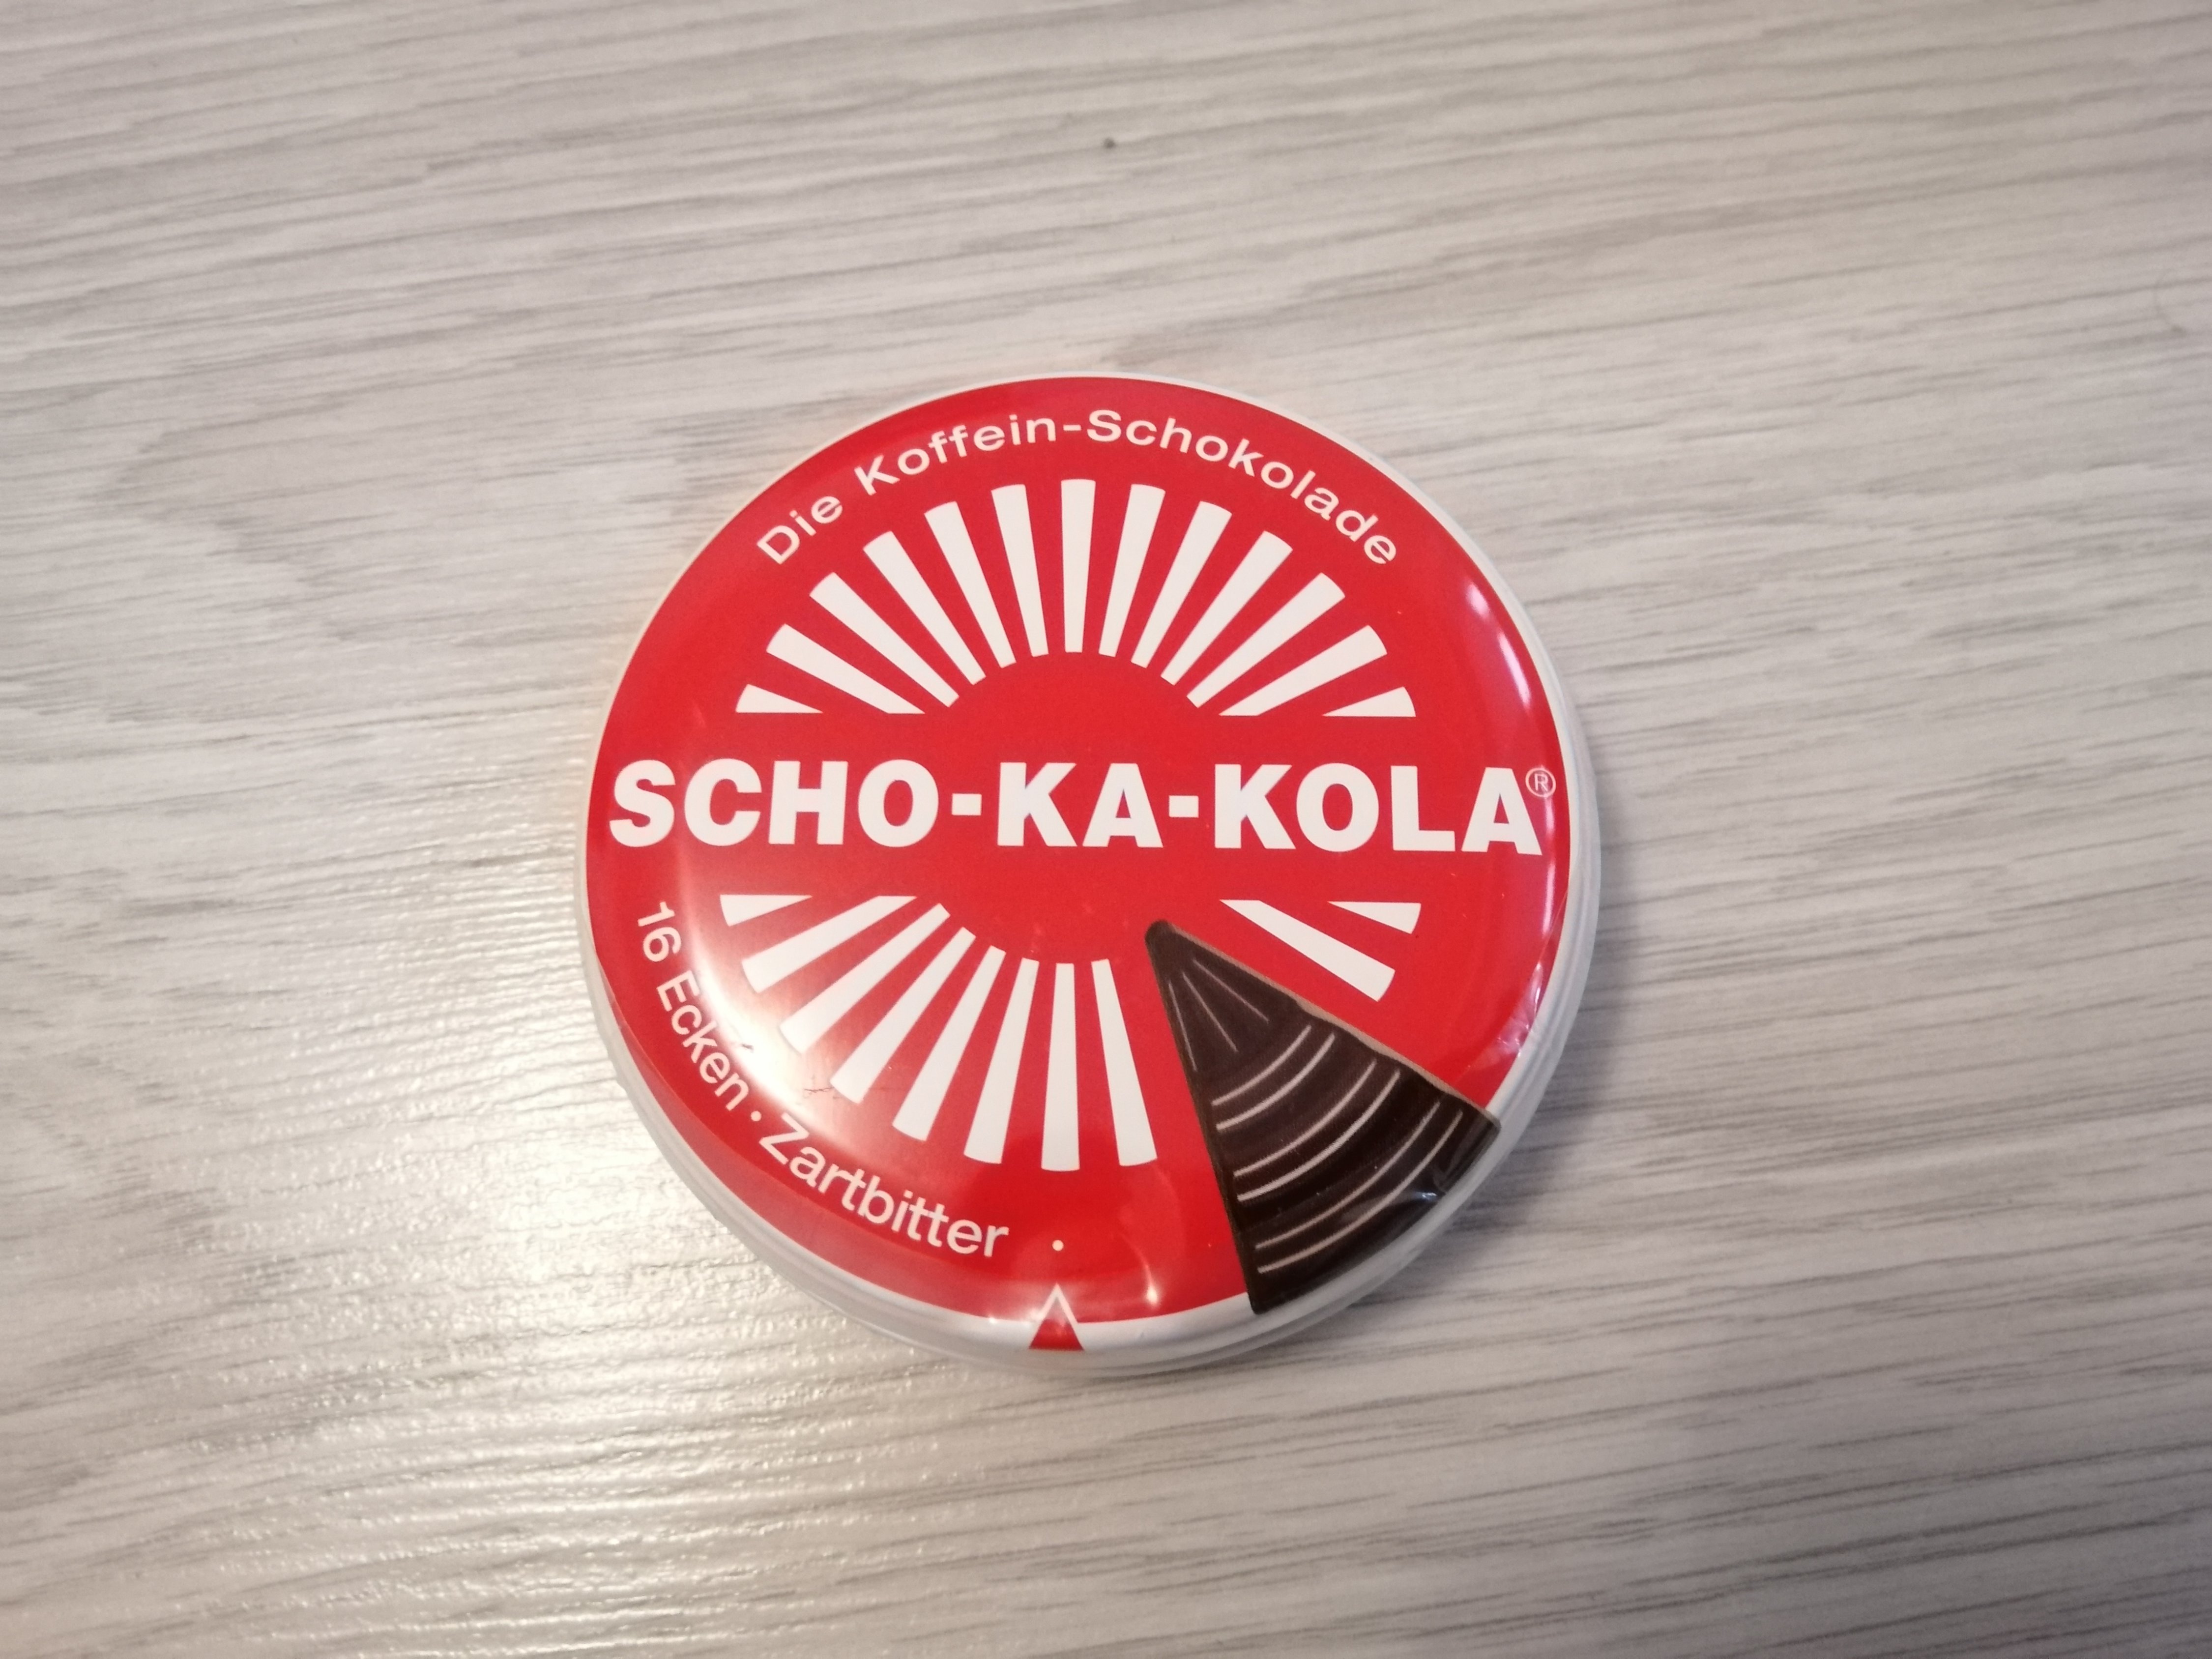 Die Koffein-Schokolade
SCHO-KA-KOLA®
16 Ecken · Zartbitter ·